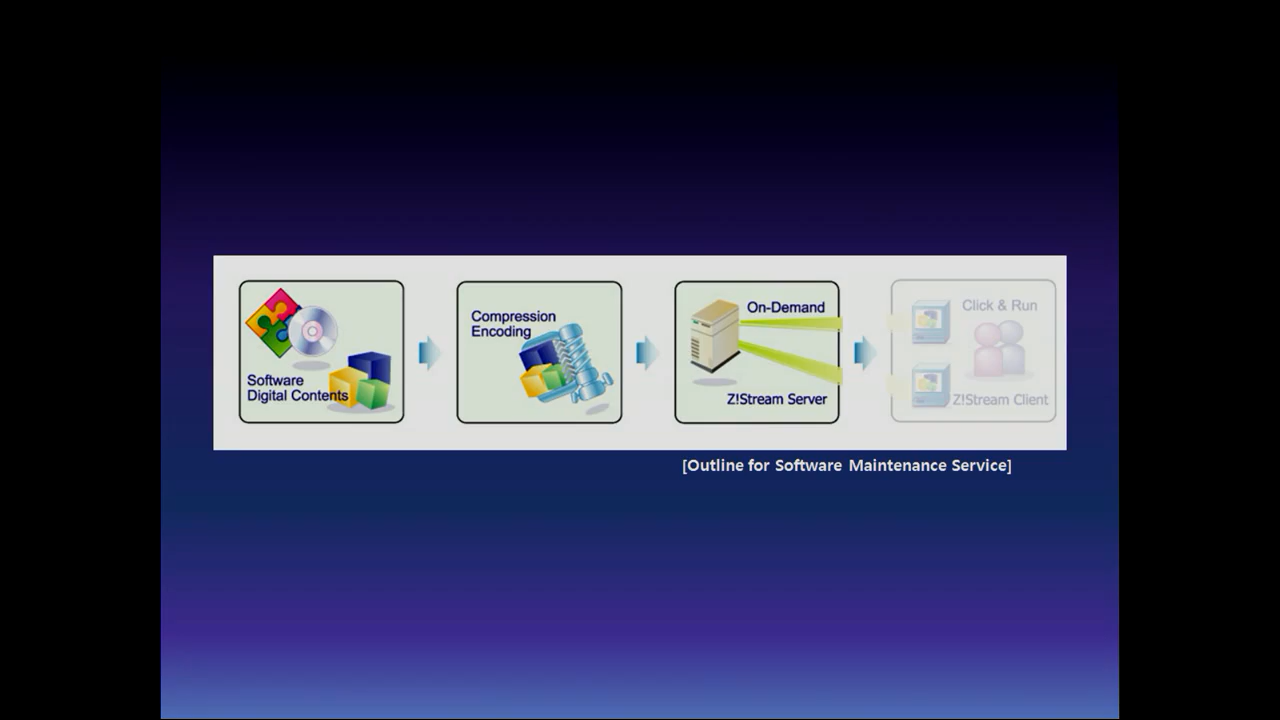 Software
Digital Contents
Compression
Encoding
On-Demand
Z!Stream Server
Click & Run
Z!Stream Client
[Outline for Software Maintenance Service]